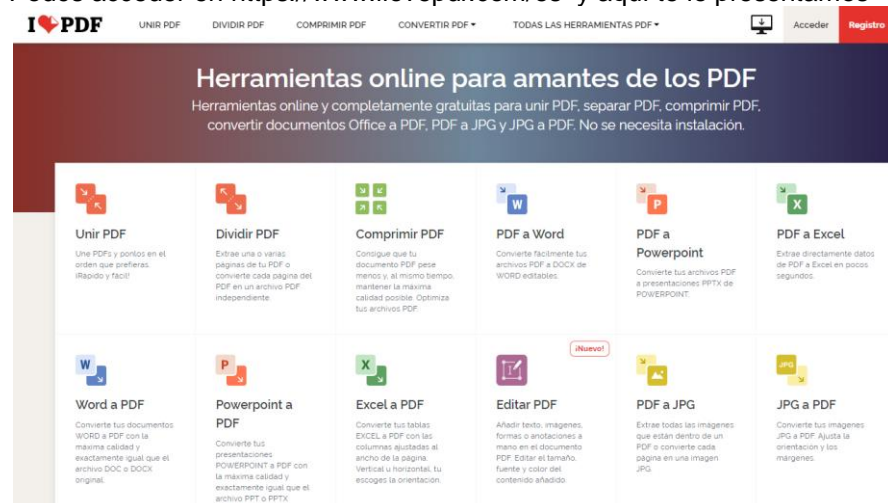 acceder en https://www.ilovepdf.com/es y aquí te lo presentamos
I PDF
UNIR PDF
DIVIDIR PDF
COMPRIMIR PDF
CONVERTIR PDF
TODAS LAS HERRAMIENTAS PDF
Acceder
Registro
Herramientas online para amantes de los PDF
Herramientas online y completamente gratuitas para unir PDF, separar PDF, comprimir PDF,
convertir documentos Office a PDF, PDF a JPG y JPG a PDF. No se necesita instalación.
Unir PDF
Une PDFs y ponlos en el
orden que prefieras.
¡Rápido y fácil!
Dividir PDF
Extrae una o varias
páginas de tu PDF o
convierte cada página del
PDF en un archivo PDF
independiente.
Comprimir PDF
Consigue que tu
documento PDF pese
menos y, al mismo tiempo,
mantener la máxima
calidad posible. Optimiza
tus archivos PDF.
W
PDF a Word
Convierte fácilmente tus
archivos PDF a DOCX de
WORD editables.
P
PDF a
Powerpoint
Convierte tus archivos PDF
a presentaciones PPTX de
POWERPOINT.
X
PDF a Excel
Extrae directamente datos
de PDF a Excel en pocos
segundos.
W
Word a PDF
Convierte tus documentos
WORD a PDF con la
máxima calidad y
exactamente igual que el
archivo DOC o DOCX
original.
P
Powerpoint a
PDF
Convierte tus
presentaciones
POWERPOINT a PDF con
la máxima calidad y
exactamente igual que el
archivo PPT o PPTX
X
Excel a PDF
Convierte tus tablas
EXCEL a PDF con las
columnas ajustadas al
ancho de la página.
Vertical u horizontal, tu
escoges la orientación.
¡Nuevo!
Editar PDF
Añadir texto, imagenes,
formas o anotaciones a
mano en el documento
PDF. Editar el tamaño,
fuente y color del
contenido añadido.
PDF a JPG
Extrae todas las imágenes
que están dentro de un
PDF o convierte cada
página en una imagen
JPG.
JPG
JPG a PDF
Convierte tus imagenes
JPG a PDF. Ajusta la
orientación y los
márgenes.